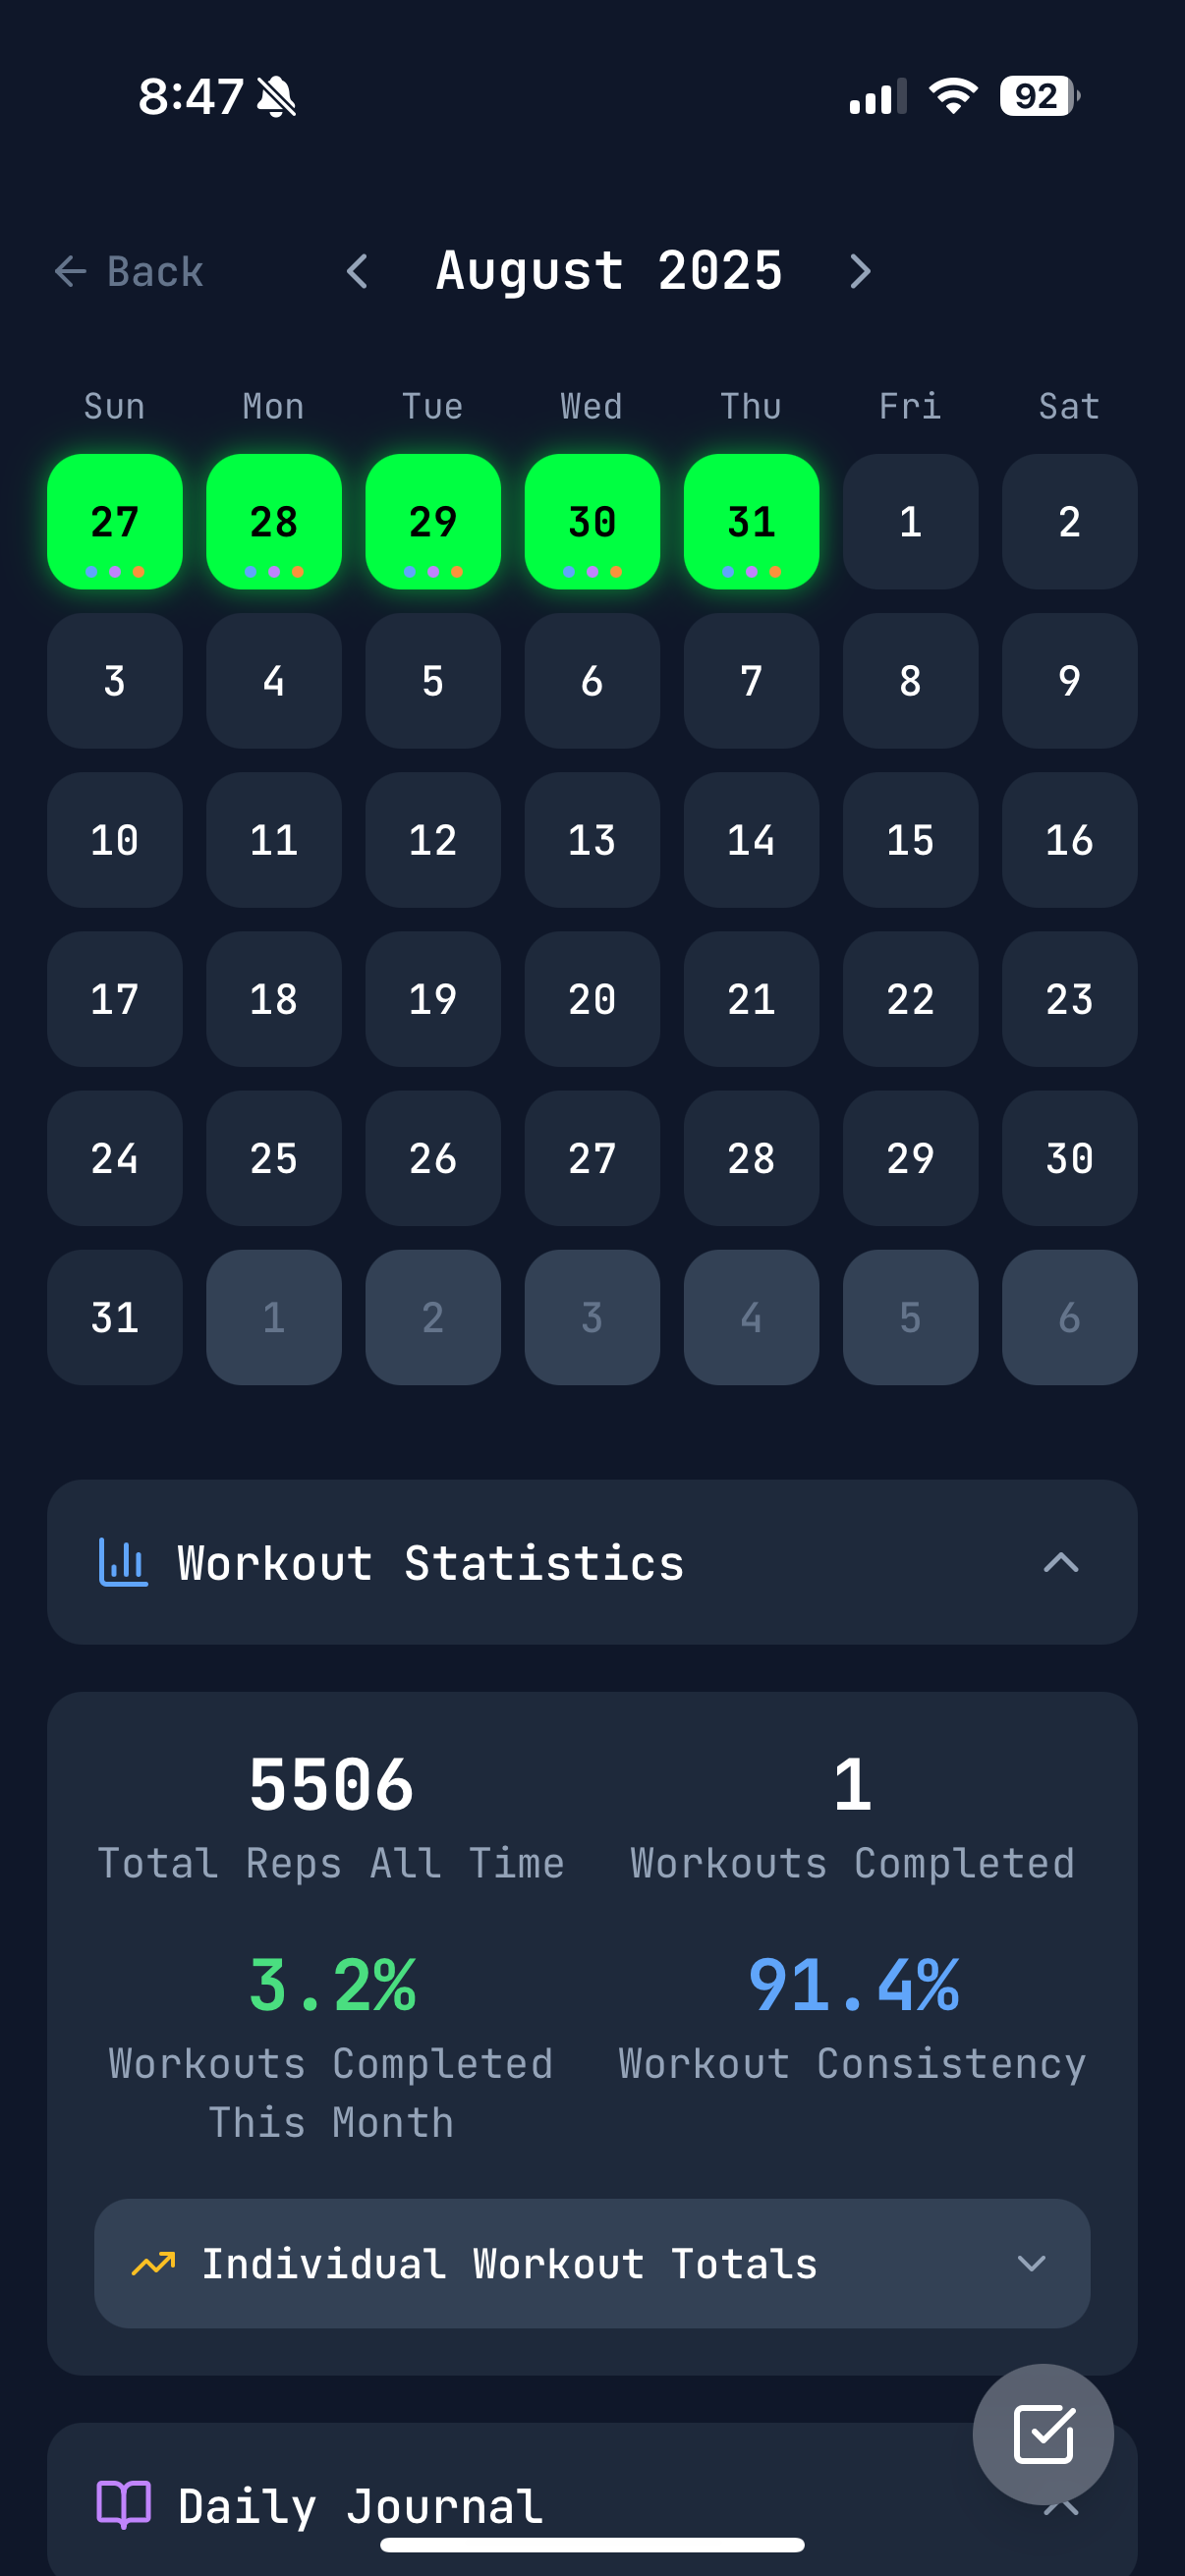 8:47 92
Back August 2025
Sun Mon Tue Wed Thu Fri Sat
27 28 29 30 31 1 2
3 4 5 6 7 8 9
10 11 12 13 14 15 16
17 18 19 20 21 22 23
24 25 26 27 28 29 30
31 1 2 3 4 5 6
Workout Statistics
5506 1
Total Reps All Time Workouts Completed
3.2% 91.4%
Workouts Completed Workout Consistency
This Month
Individual Workout Totals
Daily Journal